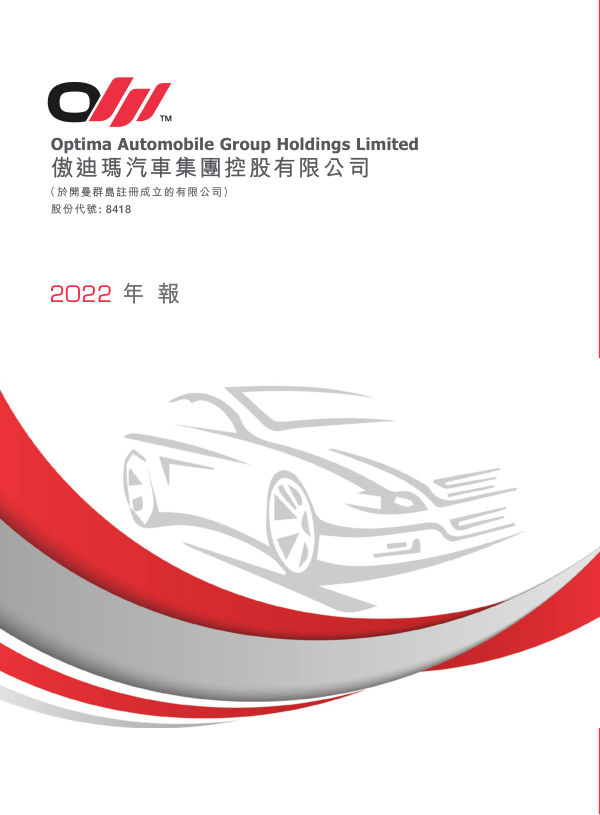 TM
Optima Automobile Group Holdings Limited
傲迪瑪汽車集團控股有限公司
（於開曼群島註冊成立的有限公司）
股份代號：8418
2022 年 報